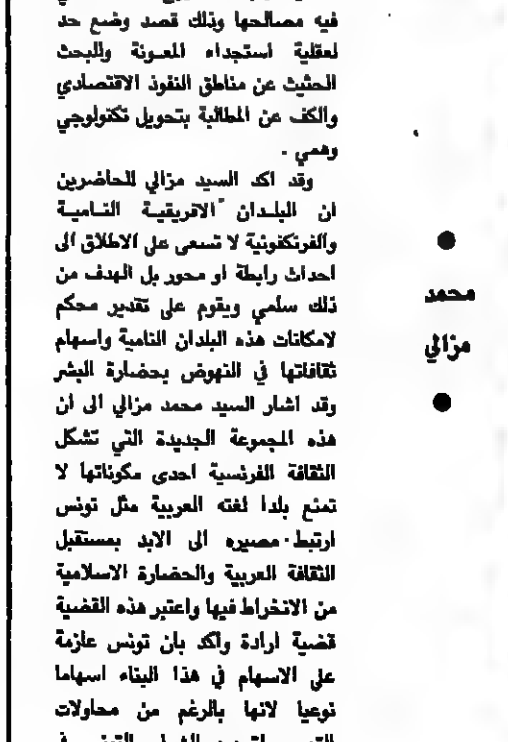 فيه مصالحها وذلك قصد وضع حد
لعقلية استجداء المعونة وللبحث
الحثيث عن مناطق النفوذ الاقتصادي
والكف عن المطالبة بتحويل تكنولوجي
وهمي .
وقد اكد السيد مزالي للحاضرين
ان البلدان الافريقية النامية
والفرنكفونية لا تسعى على الاطلاق الى
احداث رابطة او محور بل الهدف من
ذلك سلمي ويقوم على تقدير محكم
لامكانات هذه البلدان النامية واسهام
ثقافاتها في النهوض بحضارة البشر
وقد اشار السيد محمد مزالي الى ان
هذه المجموعة الجديدة التي تشكل
الثقافة الفرنسية احدى مكوناتها لا
تمنع بلدا لغته العربية مثل تونس
ارتبط مصيره الى الابد بمستقبل
الثقافة العربية والحضارة الاسلامية
من الانخراط فيها واعتبر هذه القضية
قضية ارادة واكد بان تونس عازمة
على الاسهام في هذا البناء اسهاما
نوعيا لانها بالرغم من محاولات
● محمد
مزالي ●